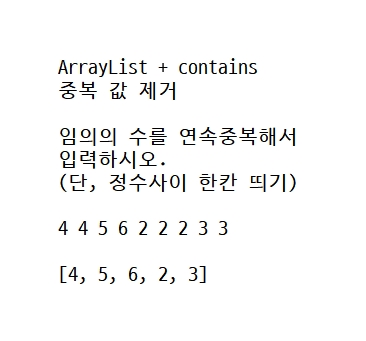 ArrayList + contains
중복 값 제거
임의의 수를 연속중복해서
입력하시오.
(단, 정수사이 한칸 띄기)
4 4 5 6 2 2 2 3 3
[4, 5, 6, 2, 3]